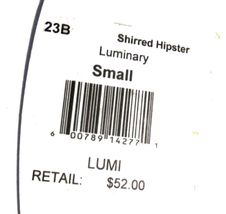 23B
Shirred Hipster
Luminary
Small
6 00789 14277 1
LUMI
RETAIL: $52.00